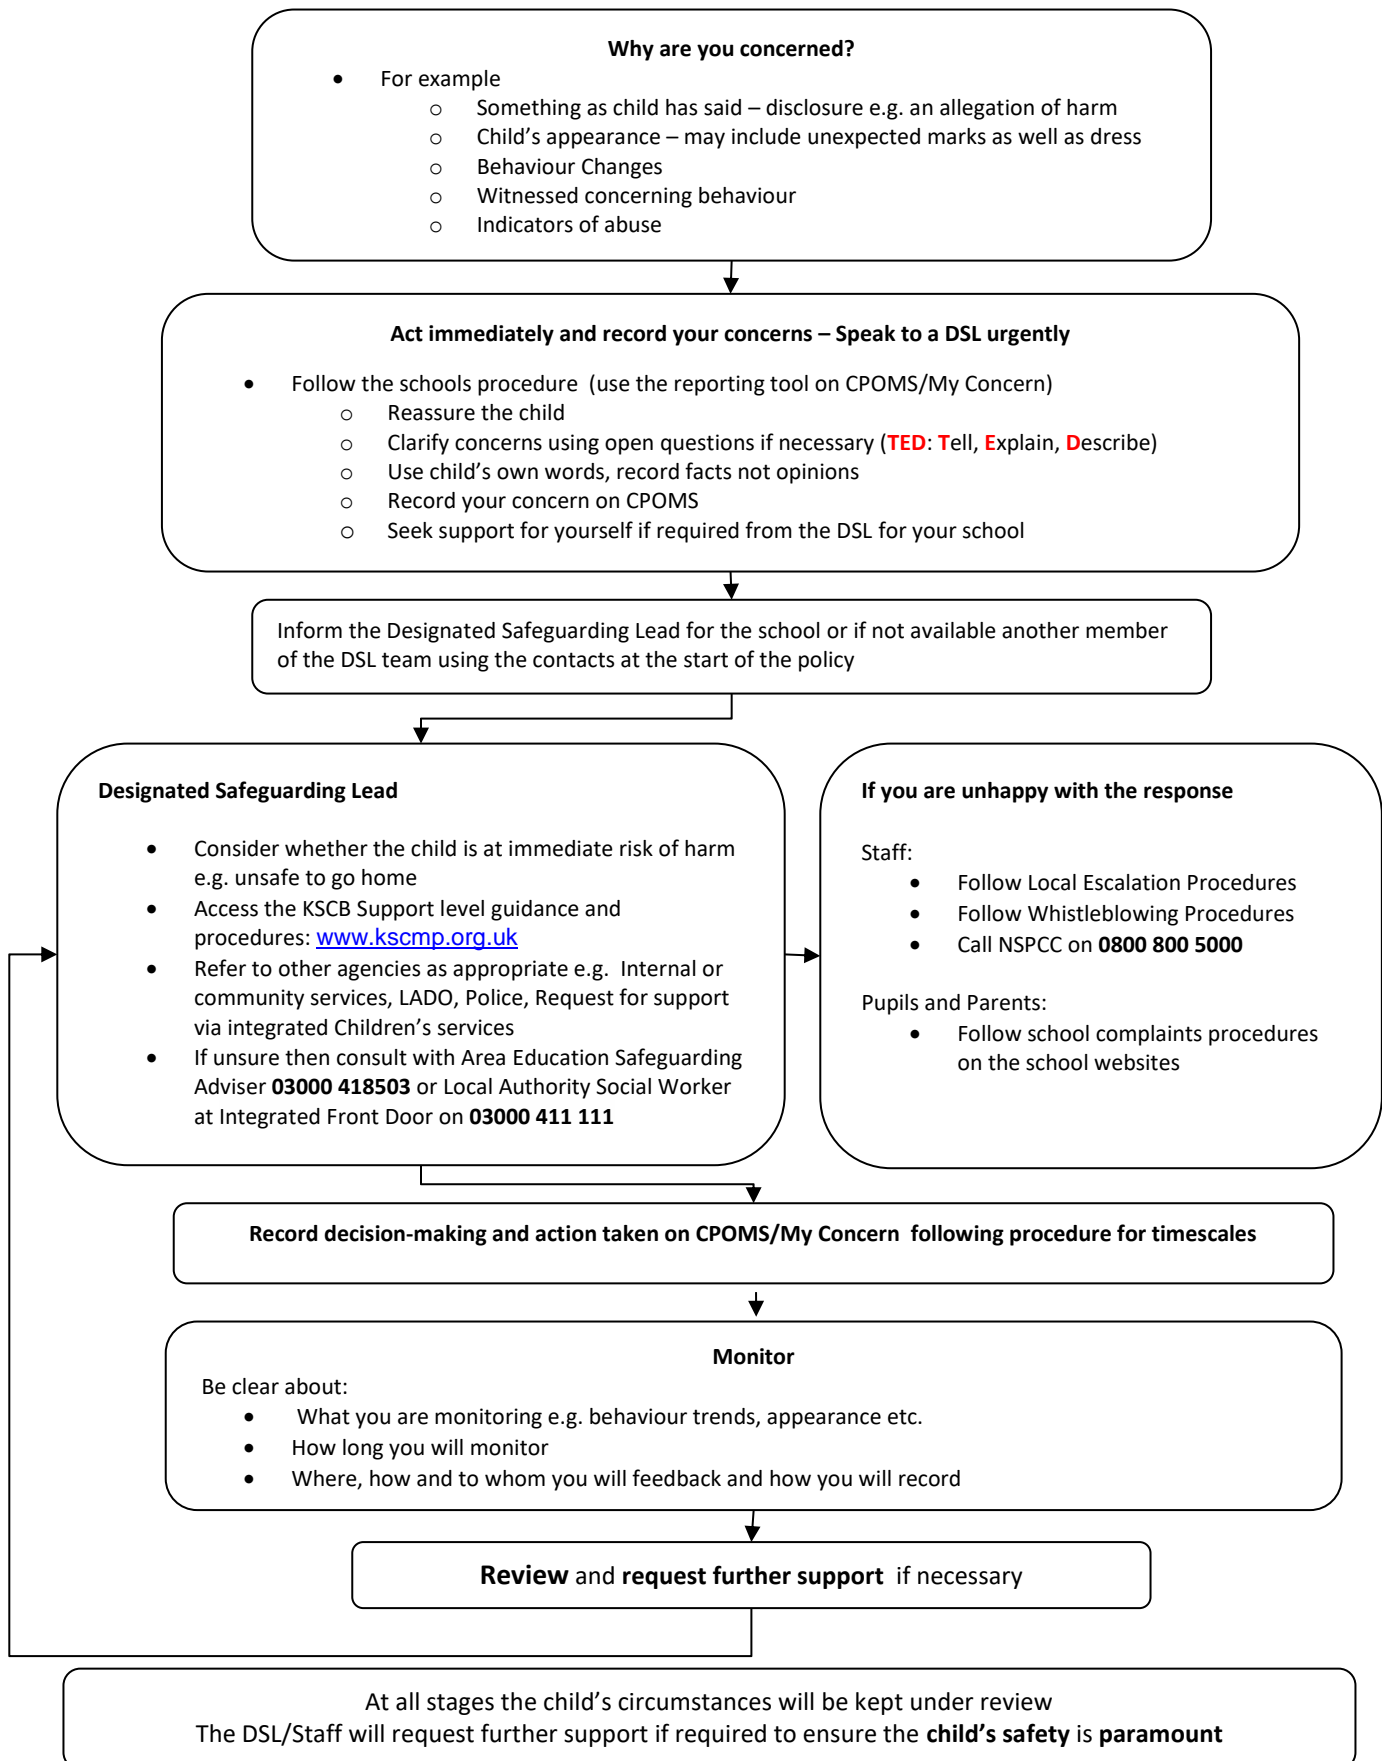 Why are you concerned?
• For example
o Something as child has said – disclosure e.g. an allegation of harm
o Child's appearance – may include unexpected marks as well as dress
o Behaviour Changes
o Witnessed concerning behaviour
o Indicators of abuse
Act immediately and record your concerns – Speak to a DSL urgently
• Follow the schools procedure (use the reporting tool on CPOMS/My Concern)
o Reassure the child
o Clarify concerns using open questions if necessary (TED: Tell, Explain, Describe)
o Use child's own words, record facts not opinions
o Record your concern on CPOMS
o Seek support for yourself if required from the DSL for your school
Inform the Designated Safeguarding Lead for the school or if not available another member
of the DSL team using the contacts at the start of the policy
Designated Safeguarding Lead
• Consider whether the child is at immediate risk of harm
e.g. unsafe to go home
• Access the KSCB Support level guidance and
procedures: www.kscmp.org.uk
• Refer to other agencies as appropriate e.g. Internal or
community services, LADO, Police, Request for support
via integrated Children's services
• If unsure then consult with Area Education Safeguarding
Adviser 03000 418503 or Local Authority Social Worker
at Integrated Front Door on 03000 411 111
If you are unhappy with the response
Staff:
• Follow Local Escalation Procedures
• Follow Whistleblowing Procedures
• Call NSPCC on 0800 800 5000
Pupils and Parents:
• Follow school complaints procedures
on the school websites
Record decision-making and action taken on CPOMS/My Concern following procedure for timescales
Monitor
Be clear about:
• What you are monitoring e.g. behaviour trends, appearance etc.
• How long you will monitor
• Where, how and to whom you will feedback and how you will record
Review and request further support if necessary
At all stages the child's circumstances will be kept under review
The DSL/Staff will request further support if required to ensure the child's safety is paramount